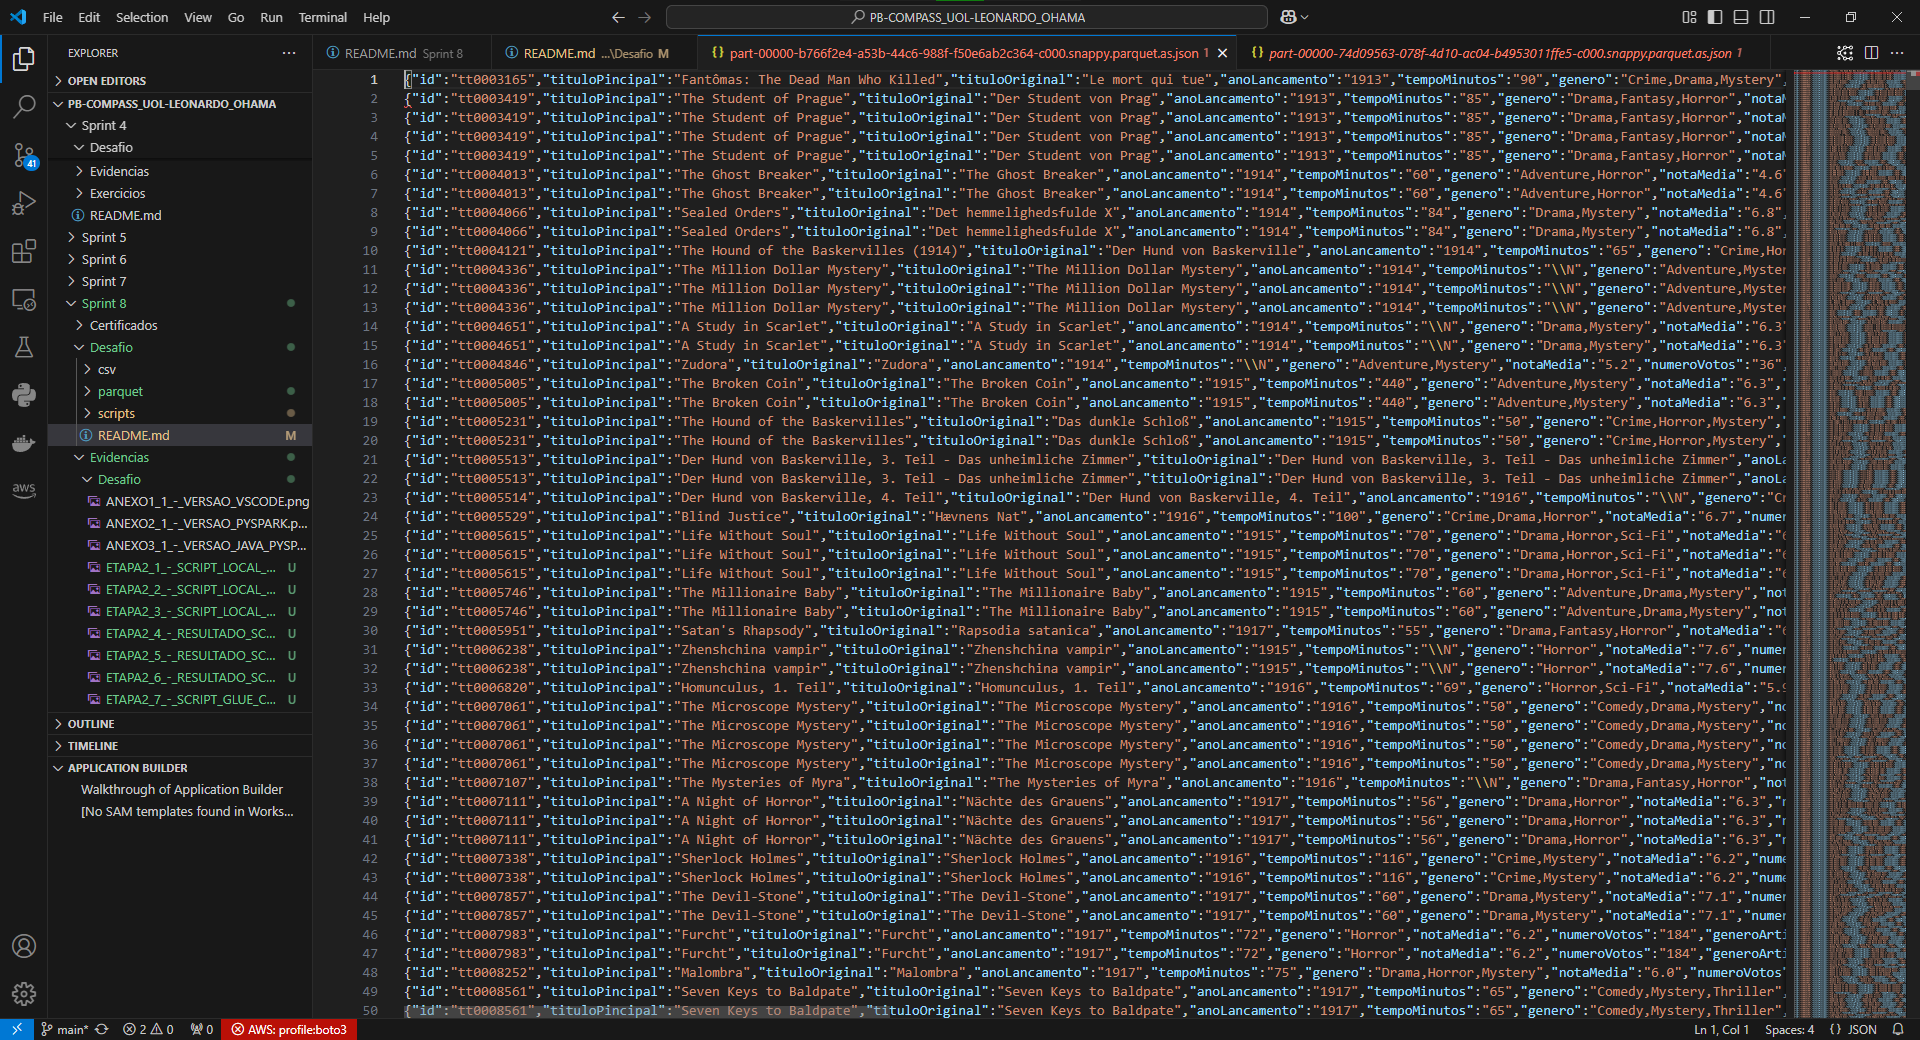 File Edit Selection View Go Run Terminal Help
PB-COMPASS_UOL-LEONARDO_OHAMA
EXPLORER
OPEN EDITORS
PB-COMPASS_UOL-LEONARDO_OHAMA
Sprint 4
Desafio
Evidencias
Exercicios
README.md
Sprint 5
Sprint 6
Sprint 7
Sprint 8
Certificados
Desafio
csv
parquet
scripts
README.md M
Evidencias
Desafio
ANEXO1_1_-_VERSAO_VSCODE.png
ANEXO2_1_-_VERSAO_PYSPARK.p...
ANEXO3_1_-_VERSAO_JAVA_PYSP...
ETAPA2_1_-_SCRIPT_LOCAL_... U
ETAPA2_2_-_SCRIPT_LOCAL_... U
ETAPA2_3_-_SCRIPT_LOCAL_... U
ETAPA2_4_-_RESULTADO_SC... U
ETAPA2_5_-_RESULTADO_SC... U
ETAPA2_6_-_RESULTADO_SC... U
ETAPA2_7_-_SCRIPT_GLUE_C... U
OUTLINE
TIMELINE
APPLICATION BUILDER
Walkthrough of Application Builder
[No SAM templates found in Works...
41
aws
README.md Sprint 8
README.md ...\Desafio M
part-00000-b766f2e4-a53b-44c6-988f-f50e6ab2c364-c000.snappy.parquet.as.json 1
part-00000-74d09563-078f-4d10-ac04-b4953011ffe5-c000.snappy.parquet.as.json 1
1 {"id":"tt0003165","tituloPincipal":"Fantômas: The Dead Man Who Killed","tituloOriginal":"Le mort qui tue","anoLancamento":"1913","tempoMinutos":"90","genero":"Crime,Drama,Mystery"
2 {"id":"tt0003419","tituloPincipal":"The Student of Prague","tituloOriginal":"Der Student von Prag","anoLancamento":"1913","tempoMinutos":"85","genero":"Drama,Fantasy,Horror","notaM
3 {"id":"tt0003419","tituloPincipal":"The Student of Prague","tituloOriginal":"Der Student von Prag","anoLancamento":"1913","tempoMinutos":"85","genero":"Drama,Fantasy,Horror","notaM
4 {"id":"tt0003419","tituloPincipal":"The Student of Prague","tituloOriginal":"Der Student von Prag","anoLancamento":"1913","tempoMinutos":"85","genero":"Drama,Fantasy,Horror","notaM
5 {"id":"tt0003419","tituloPincipal":"The Student of Prague","tituloOriginal":"Der Student von Prag","anoLancamento":"1913","tempoMinutos":"85","genero":"Drama,Fantasy,Horror","notaM
6 {"id":"tt0004013","tituloPincipal":"The Ghost Breaker","tituloOriginal":"The Ghost Breaker","anoLancamento":"1914","tempoMinutos":"60","genero":"Adventure,Horror","notaMedia":"4.6"
7 {"id":"tt0004013","tituloPincipal":"The Ghost Breaker","tituloOriginal":"The Ghost Breaker","anoLancamento":"1914","tempoMinutos":"60","genero":"Adventure,Horror","notaMedia":"4.6"
8 {"id":"tt0004066","tituloPincipal":"Sealed Orders","tituloOriginal":"Det hemmelighedsfulde X","anoLancamento":"1914","tempoMinutos":"84","genero":"Drama,Mystery","notaMedia":"6.8",
9 {"id":"tt0004066","tituloPincipal":"Sealed Orders","tituloOriginal":"Det hemmelighedsfulde X","anoLancamento":"1914","tempoMinutos":"84","genero":"Drama,Mystery","notaMedia":"6.8",
10 {"id":"tt0004121","tituloPincipal":"The Hound of the Baskervilles (1914)","tituloOriginal":"Der Hund von Baskerville","anoLancamento":"1914","tempoMinutos":"65","genero":"Crime,Hor
11 {"id":"tt0004336","tituloPincipal":"The Million Dollar Mystery","tituloOriginal":"The Million Dollar Mystery","anoLancamento":"1914","tempoMinutos":"\\N","genero":"Adventure,Myster
12 {"id":"tt0004336","tituloPincipal":"The Million Dollar Mystery","tituloOriginal":"The Million Dollar Mystery","anoLancamento":"1914","tempoMinutos":"\\N","genero":"Adventure,Myster
13 {"id":"tt0004336","tituloPincipal":"The Million Dollar Mystery","tituloOriginal":"The Million Dollar Mystery","anoLancamento":"1914","tempoMinutos":"\\N","genero":"Adventure,Myster
14 {"id":"tt0004651","tituloPincipal":"A Study in Scarlet","tituloOriginal":"A Study in Scarlet","anoLancamento":"1914","tempoMinutos":"\\N","genero":"Drama,Mystery","notaMedia":"6.3"
15 {"id":"tt0004651","tituloPincipal":"A Study in Scarlet","tituloOriginal":"A Study in Scarlet","anoLancamento":"1914","tempoMinutos":"\\N","genero":"Drama,Mystery","notaMedia":"6.3"
16 {"id":"tt0004846","tituloPincipal":"Zudora","tituloOriginal":"Zudora","anoLancamento":"1914","tempoMinutos":"\\N","genero":"Adventure,Mystery","notaMedia":"5.2","numeroVotos":"36",
17 {"id":"tt0005005","tituloPincipal":"The Broken Coin","tituloOriginal":"The Broken Coin","anoLancamento":"1915","tempoMinutos":"440","genero":"Adventure,Mystery","notaMedia":"6.3",
18 {"id":"tt0005005","tituloPincipal":"The Broken Coin","tituloOriginal":"The Broken Coin","anoLancamento":"1915","tempoMinutos":"440","genero":"Adventure,Mystery","notaMedia":"6.3",
19 {"id":"tt0005231","tituloPincipal":"The Hound of the Baskervilles","tituloOriginal":"Das dunkle Schloß","anoLancamento":"1915","tempoMinutos":"50","genero":"Crime,Horror,Mystery",
20 {"id":"tt0005231","tituloPincipal":"The Hound of the Baskervilles","tituloOriginal":"Das dunkle Schloß","anoLancamento":"1915","tempoMinutos":"50","genero":"Crime,Horror,Mystery",
21 {"id":"tt0005513","tituloPincipal":"Der Hund von Baskerville, 3. Teil - Das unheimliche Zimmer","tituloOriginal":"Der Hund von Baskerville, 3. Teil - Das unheimliche Zimmer","anoLa
22 {"id":"tt0005513","tituloPincipal":"Der Hund von Baskerville, 3. Teil - Das unheimliche Zimmer","tituloOriginal":"Der Hund von Baskerville, 3. Teil - Das unheimliche Zimmer","anoLa
23 {"id":"tt0005514","tituloPincipal":"Der Hund von Baskerville, 4. Teil","tituloOriginal":"Der Hund von Baskerville, 4. Teil","anoLancamento":"1916","tempoMinutos":"\\N","genero":"Cr
24 {"id":"tt0005529","tituloPincipal":"Blind Justice","tituloOriginal":"Hævnens Nat","anoLancamento":"1916","tempoMinutos":"100","genero":"Crime,Drama,Horror","notaMedia":"6.7","numer
25 {"id":"tt0005615","tituloPincipal":"Life Without Soul","tituloOriginal":"Life Without Soul","anoLancamento":"1915","tempoMinutos":"70","genero":"Drama,Horror,Sci-Fi","notaMedia":"6
26 {"id":"tt0005615","tituloPincipal":"Life Without Soul","tituloOriginal":"Life Without Soul","anoLancamento":"1915","tempoMinutos":"70","genero":"Drama,Horror,Sci-Fi","notaMedia":"6
27 {"id":"tt0005615","tituloPincipal":"Life Without Soul","tituloOriginal":"Life Without Soul","anoLancamento":"1915","tempoMinutos":"70","genero":"Drama,Horror,Sci-Fi","notaMedia":"6
28 {"id":"tt0005746","tituloPincipal":"The Millionaire Baby","tituloOriginal":"The Millionaire Baby","anoLancamento":"1915","tempoMinutos":"60","genero":"Adventure,Drama,Mystery","not
29 {"id":"tt0005746","tituloPincipal":"The Millionaire Baby","tituloOriginal":"The Millionaire Baby","anoLancamento":"1915","tempoMinutos":"60","genero":"Adventure,Drama,Mystery","not
30 {"id":"tt0005951","tituloPincipal":"Satan's Rhapsody","tituloOriginal":"Rapsodia satanica","anoLancamento":"1917","tempoMinutos":"55","genero":"Drama,Fantasy,Horror","notaMedia":"6
31 {"id":"tt0006238","tituloPincipal":"Zhenshchina vampir","tituloOriginal":"Zhenshchina vampir","anoLancamento":"1915","tempoMinutos":"\\N","genero":"Horror","notaMedia":"7.6","numer
32 {"id":"tt0006238","tituloPincipal":"Zhenshchina vampir","tituloOriginal":"Zhenshchina vampir","anoLancamento":"1915","tempoMinutos":"\\N","genero":"Horror","notaMedia":"7.6","numer
33 {"id":"tt0006820","tituloPincipal":"Homunculus, 1. Teil","tituloOriginal":"Homunculus, 1. Teil","anoLancamento":"1916","tempoMinutos":"69","genero":"Horror,Sci-Fi","notaMedia":"5.9
34 {"id":"tt0007061","tituloPincipal":"The Microscope Mystery","tituloOriginal":"The Microscope Mystery","anoLancamento":"1916","tempoMinutos":"50","genero":"Comedy,Drama,Mystery","no
35 {"id":"tt0007061","tituloPincipal":"The Microscope Mystery","tituloOriginal":"The Microscope Mystery","anoLancamento":"1916","tempoMinutos":"50","genero":"Comedy,Drama,Mystery","no
36 {"id":"tt0007061","tituloPincipal":"The Microscope Mystery","tituloOriginal":"The Microscope Mystery","anoLancamento":"1916","tempoMinutos":"50","genero":"Comedy,Drama,Mystery","no
37 {"id":"tt0007061","tituloPincipal":"The Microscope Mystery","tituloOriginal":"The Microscope Mystery","anoLancamento":"1916","tempoMinutos":"50","genero":"Comedy,Drama,Mystery","no
38 {"id":"tt0007107","tituloPincipal":"The Mysteries of Myra","tituloOriginal":"The Mysteries of Myra","anoLancamento":"1916","tempoMinutos":"\\N","genero":"Drama,Fantasy,Horror","not
39 {"id":"tt0007111","tituloPincipal":"A Night of Horror","tituloOriginal":"Nächte des Grauens","anoLancamento":"1917","tempoMinutos":"56","genero":"Drama,Horror","notaMedia":"6.3","n
40 {"id":"tt0007111","tituloPincipal":"A Night of Horror","tituloOriginal":"Nächte des Grauens","anoLancamento":"1917","tempoMinutos":"56","genero":"Drama,Horror","notaMedia":"6.3","n
41 {"id":"tt0007111","tituloPincipal":"A Night of Horror","tituloOriginal":"Nächte des Grauens","anoLancamento":"1917","tempoMinutos":"56","genero":"Drama,Horror","notaMedia":"6.3","n
42 {"id":"tt0007338","tituloPincipal":"Sherlock Holmes","tituloOriginal":"Sherlock Holmes","anoLancamento":"1916","tempoMinutos":"116","genero":"Crime,Mystery","notaMedia":"6.2","nume
43 {"id":"tt0007338","tituloPincipal":"Sherlock Holmes","tituloOriginal":"Sherlock Holmes","anoLancamento":"1916","tempoMinutos":"116","genero":"Crime,Mystery","notaMedia":"6.2","nume
44 {"id":"tt0007857","tituloPincipal":"The Devil-Stone","tituloOriginal":"The Devil-Stone","anoLancamento":"1917","tempoMinutos":"60","genero":"Drama,Mystery","notaMedia":"7.1","numer
45 {"id":"tt0007857","tituloPincipal":"The Devil-Stone","tituloOriginal":"The Devil-Stone","anoLancamento":"1917","tempoMinutos":"60","genero":"Drama,Mystery","notaMedia":"7.1","numer
46 {"id":"tt0007983","tituloPincipal":"Furcht","tituloOriginal":"Furcht","anoLancamento":"1917","tempoMinutos":"72","genero":"Horror","notaMedia":"6.2","numeroVotos":"184","generoArti
47 {"id":"tt0007983","tituloPincipal":"Furcht","tituloOriginal":"Furcht","anoLancamento":"1917","tempoMinutos":"72","genero":"Horror","notaMedia":"6.2","numeroVotos":"184","generoArti
48 {"id":"tt0008252","tituloPincipal":"Malombra","tituloOriginal":"Malombra","anoLancamento":"1917","tempoMinutos":"75","genero":"Drama,Horror,Mystery","notaMedia":"6.0","numeroVotos"
49 {"id":"tt0008561","tituloPincipal":"Seven Keys to Baldpate","tituloOriginal":"Seven Keys to Baldpate","anoLancamento":"1917","tempoMinutos":"65","genero":"Comedy,Mystery,Thriller",
50 {"id":"tt0008561","tituloPincipal":"Seven Keys to Baldpate","tituloOriginal":"Seven Keys to Baldpate","anoLancamento":"1917","tempoMinutos":"65","genero":"Comedy,Mystery,Thriller",
main* 2 0 0 AWS: profile:boto3 Ln 1, Col 1 Spaces: 4 {} JSON